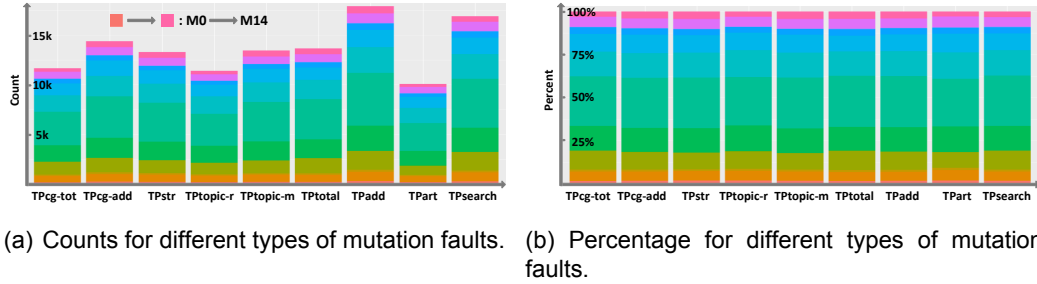 : M0 → M14
15k
10k
5k
Count
TPcg-tot TPcg-add TPstr TPtopic-r TPtopic-m TPtotal TPadd TPart TPsearch
(a) Counts for different types of mutation faults.
100%
75%
50%
25%
Percent
TPcg-tot TPcg-add TPstr TPtopic-r TPtopic-m TPtotal TPadd TPart TPsearch
(b) Percentage for different types of mutation
faults.